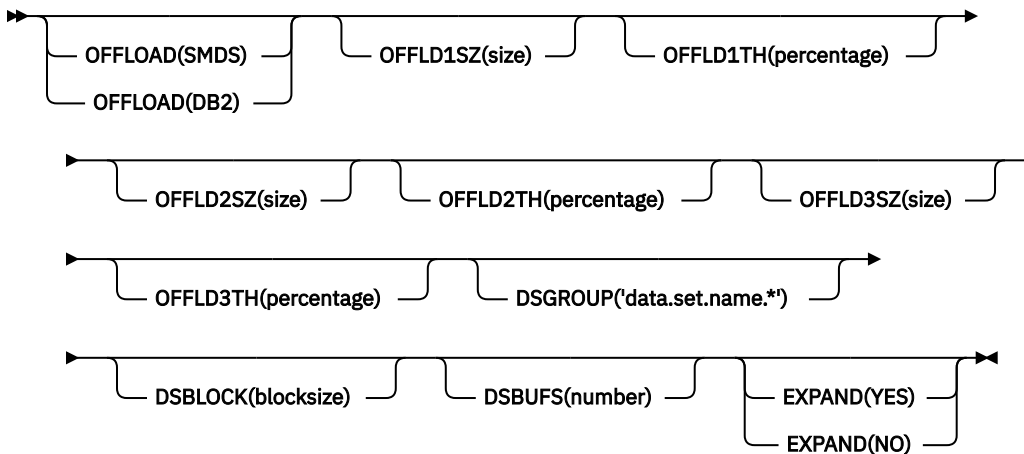 OFFLOAD(SMDS) OFFLD1SZ(size) OFFLD1TH(percentage)
OFFLOAD(DB2)
OFFLD2SZ(size) OFFLD2TH(percentage) OFFLD3SZ(size)
OFFLD3TH(percentage) DSGROUP('data.set.name.*')
DSBLOCK(blocksize) DSBUFS(number) EXPAND(YES)
EXPAND(NO)